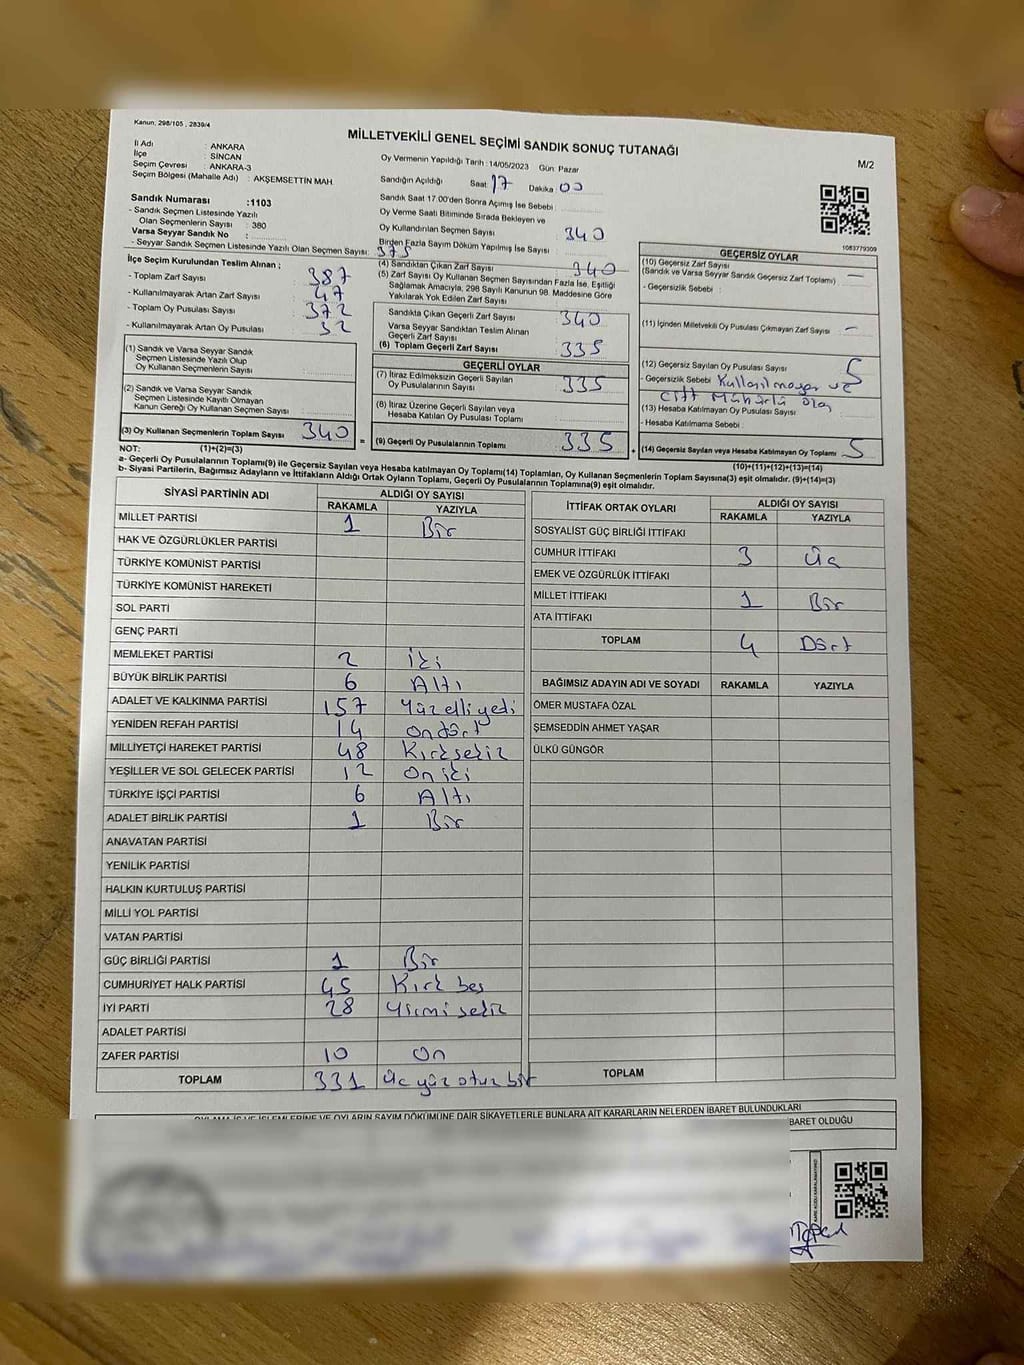 Kanun, 298/105 , 2839/4
MİLLETVEKİLİ GENEL SEÇİMİ SANDIK SONUÇ TUTANAĞI
M/2
İl Adı : ANKARA
İlçe : SİNCAN
Seçim Çevresi : ANKARA-3
Seçim Bölgesi (Mahalle Adı) : AKŞEMSETTİN MAH
Sandık Numarası :1103
- Sandık Seçmen Listesinde Yazılı
Olan Seçmenlerin Sayısı : 380
Varsa Seyyar Sandık No :
- Seyyar Sandık Seçmen Listesinde Yazılı Olan Seçmen Sayısı:
Oy Vermenin Yapıldığı Tarih : 14/05/2023 Gün: Pazar
Sandığın Açıldığı Saat: 17 Dakika: 00
Sandık Saat 17.00'den Sonra Açımış İse Sebebi :
Oy Verme Saati Bitiminde Sırada Bekleyen ve
Oy Kullandırılan Seçmen Sayısı : 340
Birden Fazla Sayım Döküm Yapılmış İse Sayısı :
375
1083779309
İlçe Seçim Kurulundan Teslim Alınan ;
- Toplam Zarf Sayısı : 387
- Kullanılmayarak Artan Zarf Sayısı : 47
- Toplam Oy Pusulası Sayısı : 372
- Kullanılmayarak Artan Oy Pusulası : 32
(1) Sandık ve Varsa Seyyar Sandık
Seçmen Listesinde Yazılı Olup
Oy Kullanan Seçmenlerin Sayısı :
(2) Sandık ve Varsa Seyyar Sandık
Seçmen Listesinde Kayıtlı Olmayan
Kanun Gereği Oy Kullanan Seçmen Sayısı :
(3) Oy Kullanan Seçmenlerin Toplam Sayısı 340
(4) Sandıktan Çıkan Zarf Sayısı : 340
(5) Zarf Sayısı Oy Kullanan Seçmen Sayısından Fazla İse, Eşitliği
Sağlamak Amacıyla, 298 Sayılı Kanunun 98. Maddesine Göre
Yakılarak Yok Edilen Zarf Sayısı :
Sandıkta Çıkan Geçerli Zarf Sayısı : 340
Varsa Seyyar Sandıktan Teslim Alınan
Geçerli Zarf Sayısı :
(6) Toplam Geçerli Zarf Sayısı : 335
GEÇERLİ OYLAR
(7) İtiraz Edilmeksizin Geçerli Sayılan
Oy Pusulalarının Sayısı : 335
(8) İtiraz Üzerine Geçerli Sayılan veya
Hesaba Katılan Oy Pusulası Toplamı :
= (9) Geçerli Oy Pusulalarının Toplamı : 335 +
GEÇERSİZ OYLAR
(10) Geçersiz Zarf Sayısı
(Sandık ve Varsa Seyyar Sandık Geçersiz Zarf Toplamı) : —
- Geçersizlik Sebebi :
(11) İçinden Milletvekili Oy Pusulası Çıkmayan Zarf Sayısı : —
(12) Geçersiz Sayılan Oy Pusulası Sayısı : 5
- Geçersizlik Sebebi : Kullanılmayan ve
Çift Mühürlü Olan
(13) Hesaba Katılmayan Oy Pusulası Sayısı :
- Hesaba Katılmama Sebebi :
(14) Geçersiz Sayılan veya Hesaba Katılmayan Oy Toplamı : 5
NOT: (1)+(2)=(3) (10)+(11)+(12)+(13)=(14)
a- Geçerli Oy Pusulalarının Toplamı(9) ile Geçersiz Sayılan veya Hesaba katılmayan Oy Toplamı(14) Toplamları, Oy Kullanan Seçmenlerin Toplam Sayısına(3) eşit olmalıdır. (9)+(14)=(3)
b- Siyasi Partilerin, Bağımsız Adayların ve İttifakların Aldığı Ortak Oyların Toplamı, Geçerli Oy Pusulalarının Toplamına(9) eşit olmalıdır.
SİYASİ PARTİNİN ADI ALDIĞI OY SAYISI
RAKAMLA YAZIYLA
MİLLET PARTİSİ 1 Bir
HAK VE ÖZGÜRLÜKLER PARTİSİ
TÜRKİYE KOMÜNİST PARTİSİ
TÜRKİYE KOMÜNİST HAREKETİ
SOL PARTİ
GENÇ PARTİ
MEMLEKET PARTİSİ 2 İki
BÜYÜK BİRLİK PARTİSİ 6 Altı
ADALET VE KALKINMA PARTİSİ 157 Yüzelliyedi
YENİDEN REFAH PARTİSİ 14 Ondört
MİLLİYETÇİ HAREKET PARTİSİ 48 Kırksekiz
YEŞİLLER VE SOL GELECEK PARTİSİ 12 Oniki
TÜRKİYE İŞÇİ PARTİSİ 6 Altı
ADALET BİRLİK PARTİSİ 1 Bir
ANAVATAN PARTİSİ
YENİLİK PARTİSİ
HALKIN KURTULUŞ PARTİSİ
MİLLİ YOL PARTİSİ
VATAN PARTİSİ
GÜÇ BİRLİĞİ PARTİSİ 1 Bir
CUMHURİYET HALK PARTİSİ 45 Kırk beş
İYİ PARTİ 28 Yirmi sekiz
ADALET PARTİSİ
ZAFER PARTİSİ 10 On
TOPLAM 331 Üç yüz otuz bir
İTTİFAK ORTAK OYLARI ALDIĞI OY SAYISI
RAKAMLA YAZIYLA
SOSYALİST GÜÇ BİRLİĞİ İTTİFAKI
CUMHUR İTTİFAKI 3 Üç
EMEK VE ÖZGÜRLÜK İTTİFAKI
MİLLET İTTİFAKI 1 Bir
ATA İTTİFAKI
TOPLAM 4 Dört
BAĞIMSIZ ADAYIN ADI VE SOYADI RAKAMLA YAZIYLA
ÖMER MUSTAFA ÖZAL
ŞEMSEDDİN AHMET YAŞAR
ÜLKÜ GÜNGÖR
TOPLAM
OYLAMA İŞ VE İŞLEMLERİNE VE OYLARIN SAYIM DÖKÜMÜNE DAİR ŞİKAYETLERLE BUNLARA AİT KARARLARIN NELERDEN İBARET BULUNDUKLARI
BARET OLDUĞU